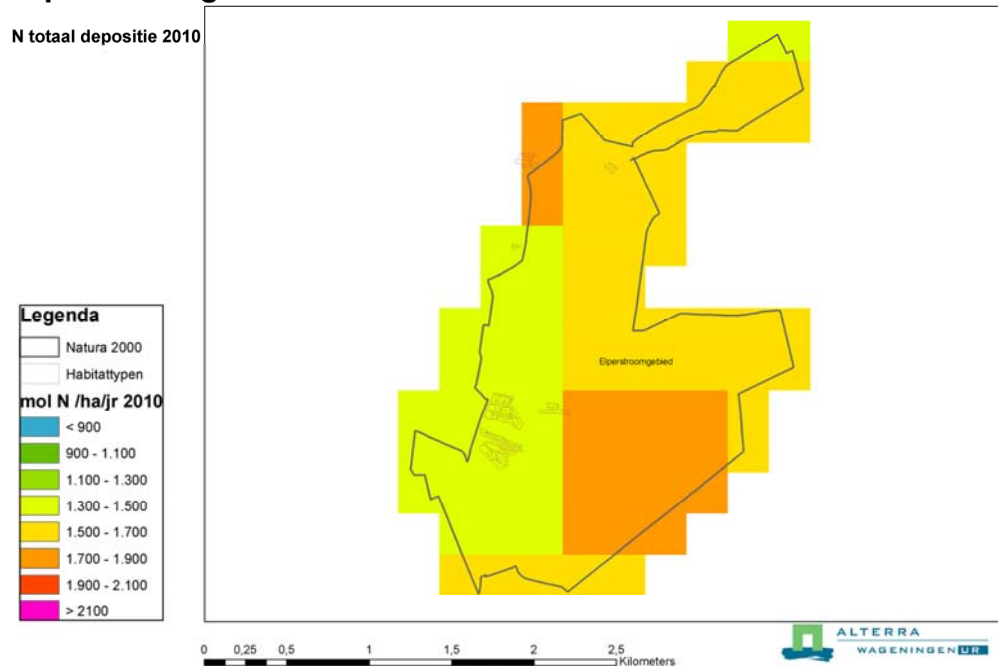 N totaal depositie 2010
Elperstroomgebied
Legenda
Natura 2000
Habitattypen
mol N /ha/jr 2010
< 900
900 - 1.100
1.100 - 1.300
1.300 - 1.500
1.500 - 1.700
1.700 - 1.900
1.900 - 2.100
> 2100
0 0,25 0,5 1 1,5 2 2,5
Kilometers
ALTERRA
WAGENINGEN UR